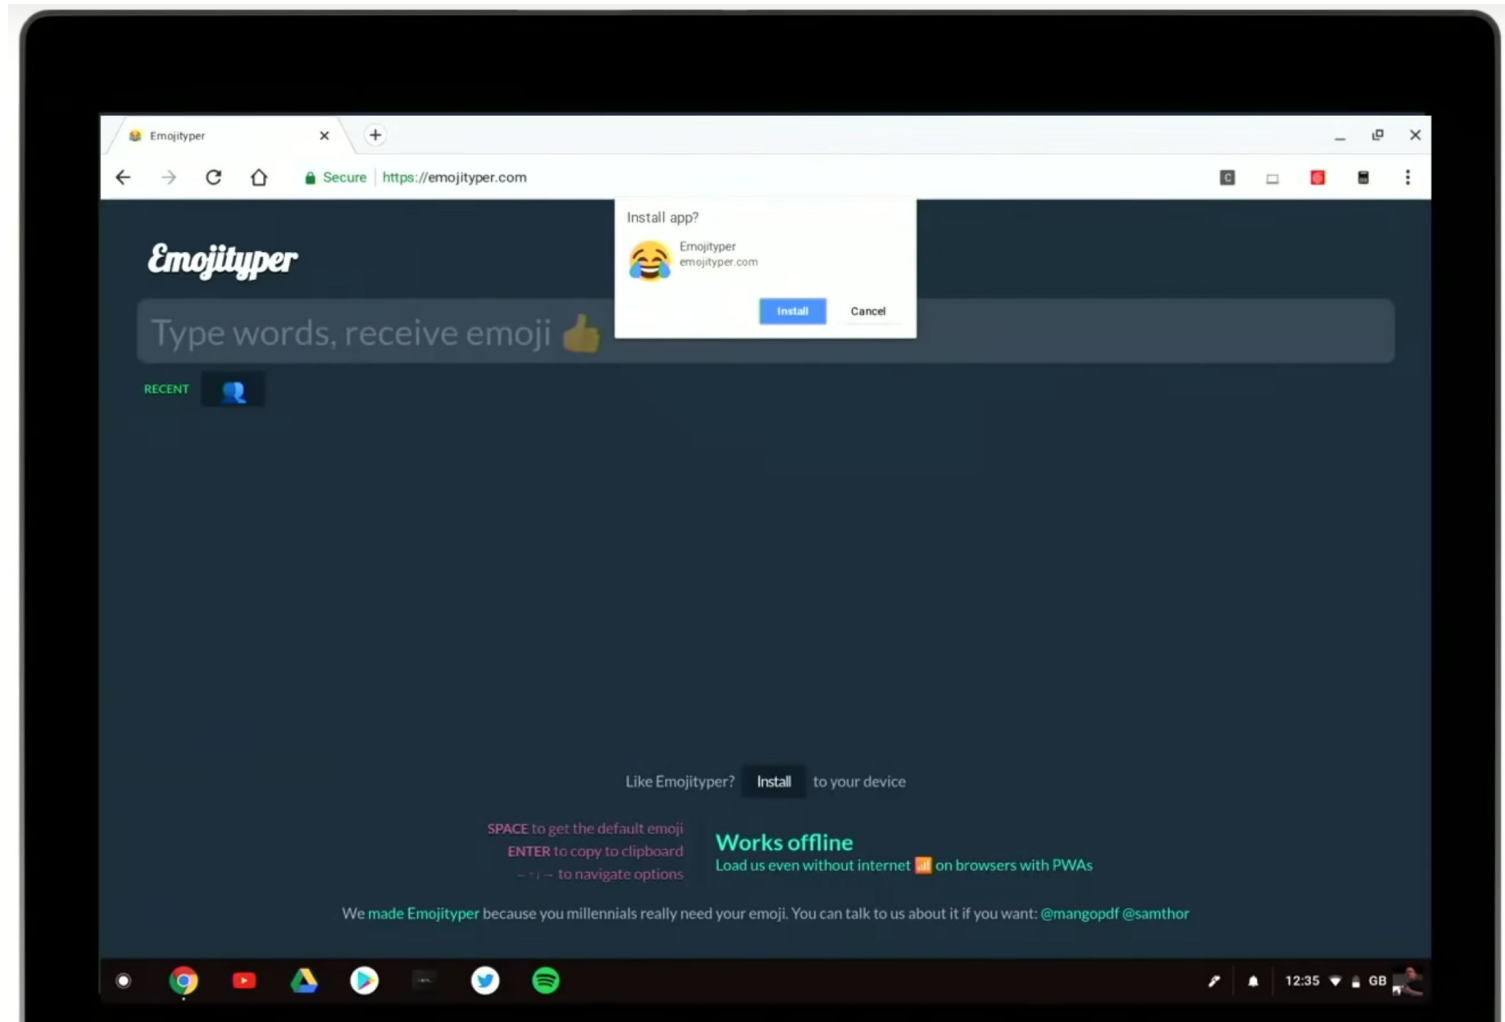 Emojityper
Secure https://emojityper.com
Install app?
Emojityper
emojityper.com
Install Cancel
Emojityper
Type words, receive emoji 👍
RECENT
Like Emojityper? Install to your device
SPACE to get the default emoji
ENTER to copy to clipboard
←↑↓→ to navigate options
Works offline
Load us even without internet 📶 on browsers with PWAs
We made Emojityper because you millennials really need your emoji. You can talk to us about it if you want: @mangopdf @samthor
12:35 GB